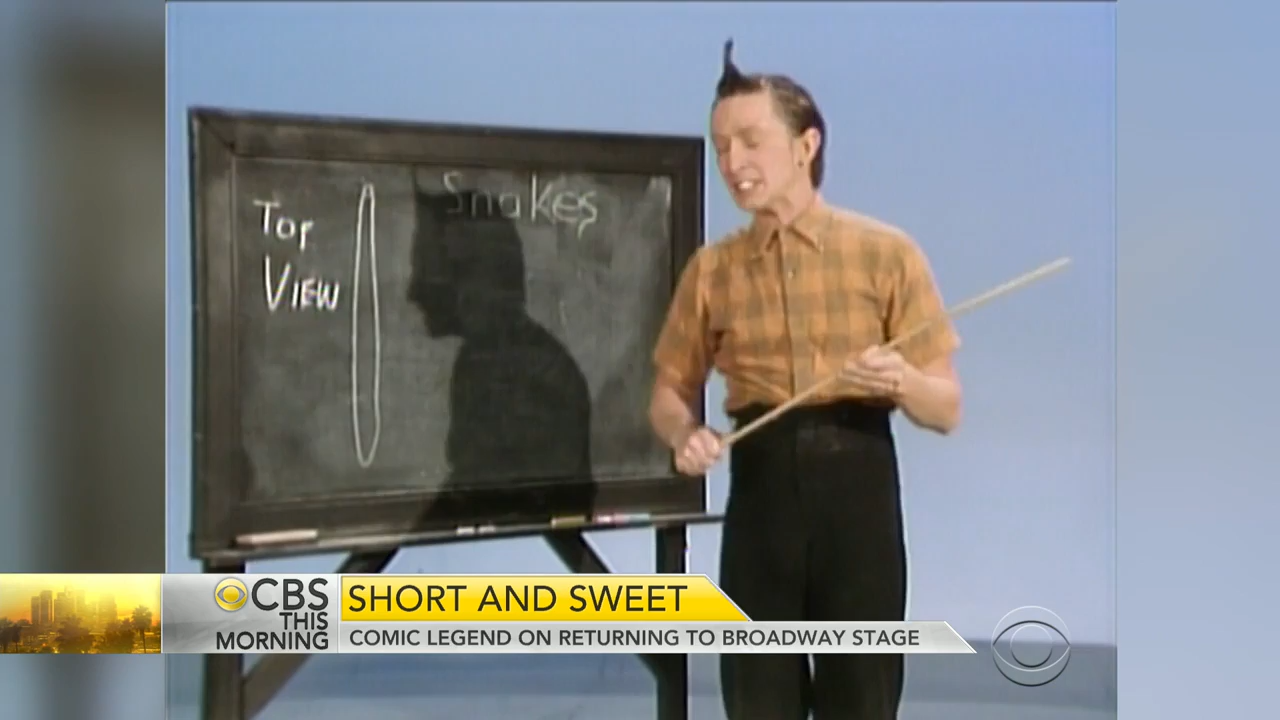 Snakes
Top
View
CBS
THIS
MORNING
SHORT AND SWEET
COMIC LEGEND ON RETURNING TO BROADWAY STAGE